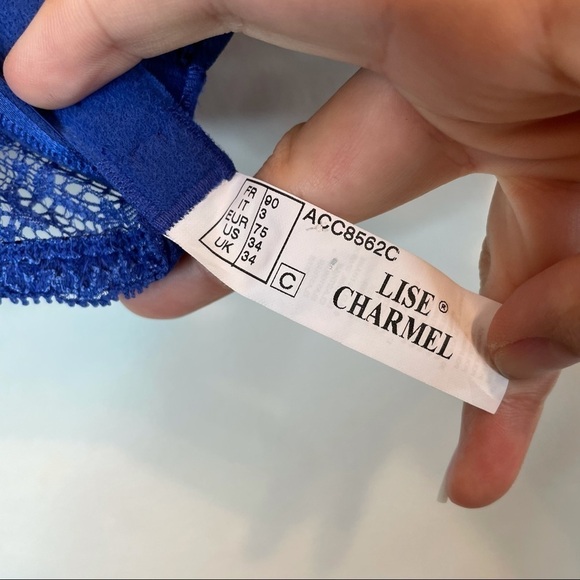 FR 90
IT 3
EUR 75
US 34
UK 34
C
ACC8562C
LISE ®
CHARMEL